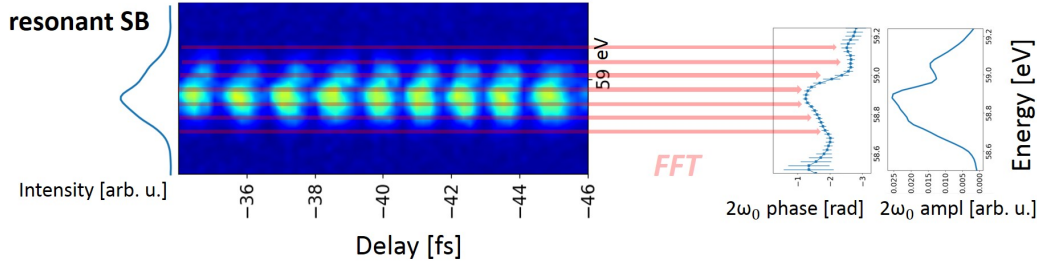 resonant SB
59 eV
FFT
Intensity [arb. u.]
−36
−38
−40
−42
−44
−46
Delay [fs]
59.2
59.0
58.8
58.6
−1
−2
−3
2ω₀ phase [rad]
59.2
59.0
58.8
58.6
0.025
0.020
0.015
0.010
0.005
0.000
2ω₀ ampl [arb. u.]
Energy [eV]